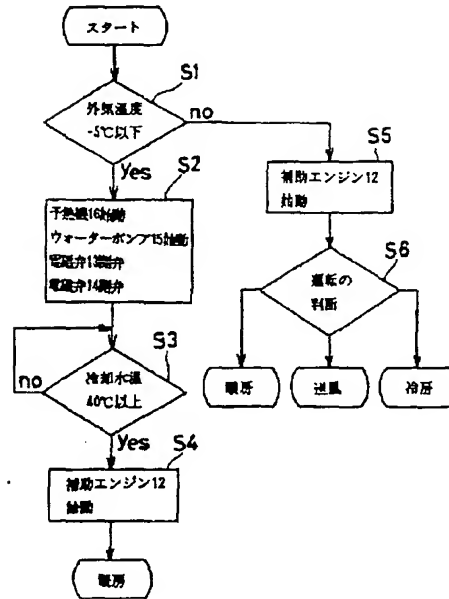 スタート
S1
外気温度
-5℃以下
no
Yes
S2
予熱機16始動
ウォーターポンプ15始動
電磁弁13開弁
電磁弁14開弁
S3
冷却水温
40℃以上
no
Yes
S4
補助エンジン12
始動
暖房
S5
補助エンジン12
始動
S6
運転の
判断
暖房
送風
冷房